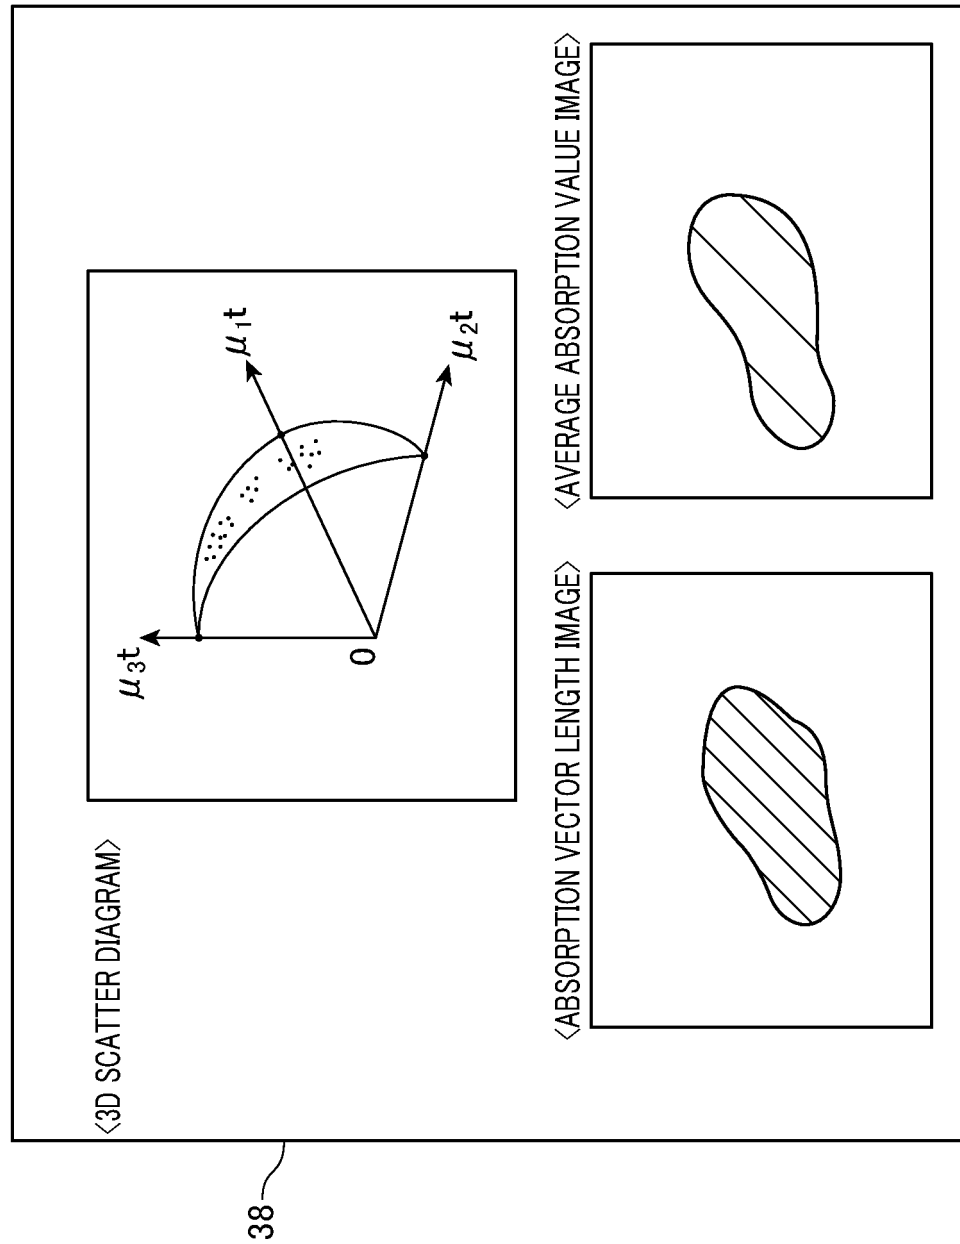 <3D SCATTER DIAGRAM>
μ3t
μ1t
μ2t
0
<ABSORPTION VECTOR LENGTH IMAGE>
<AVERAGE ABSORPTION VALUE IMAGE>
38